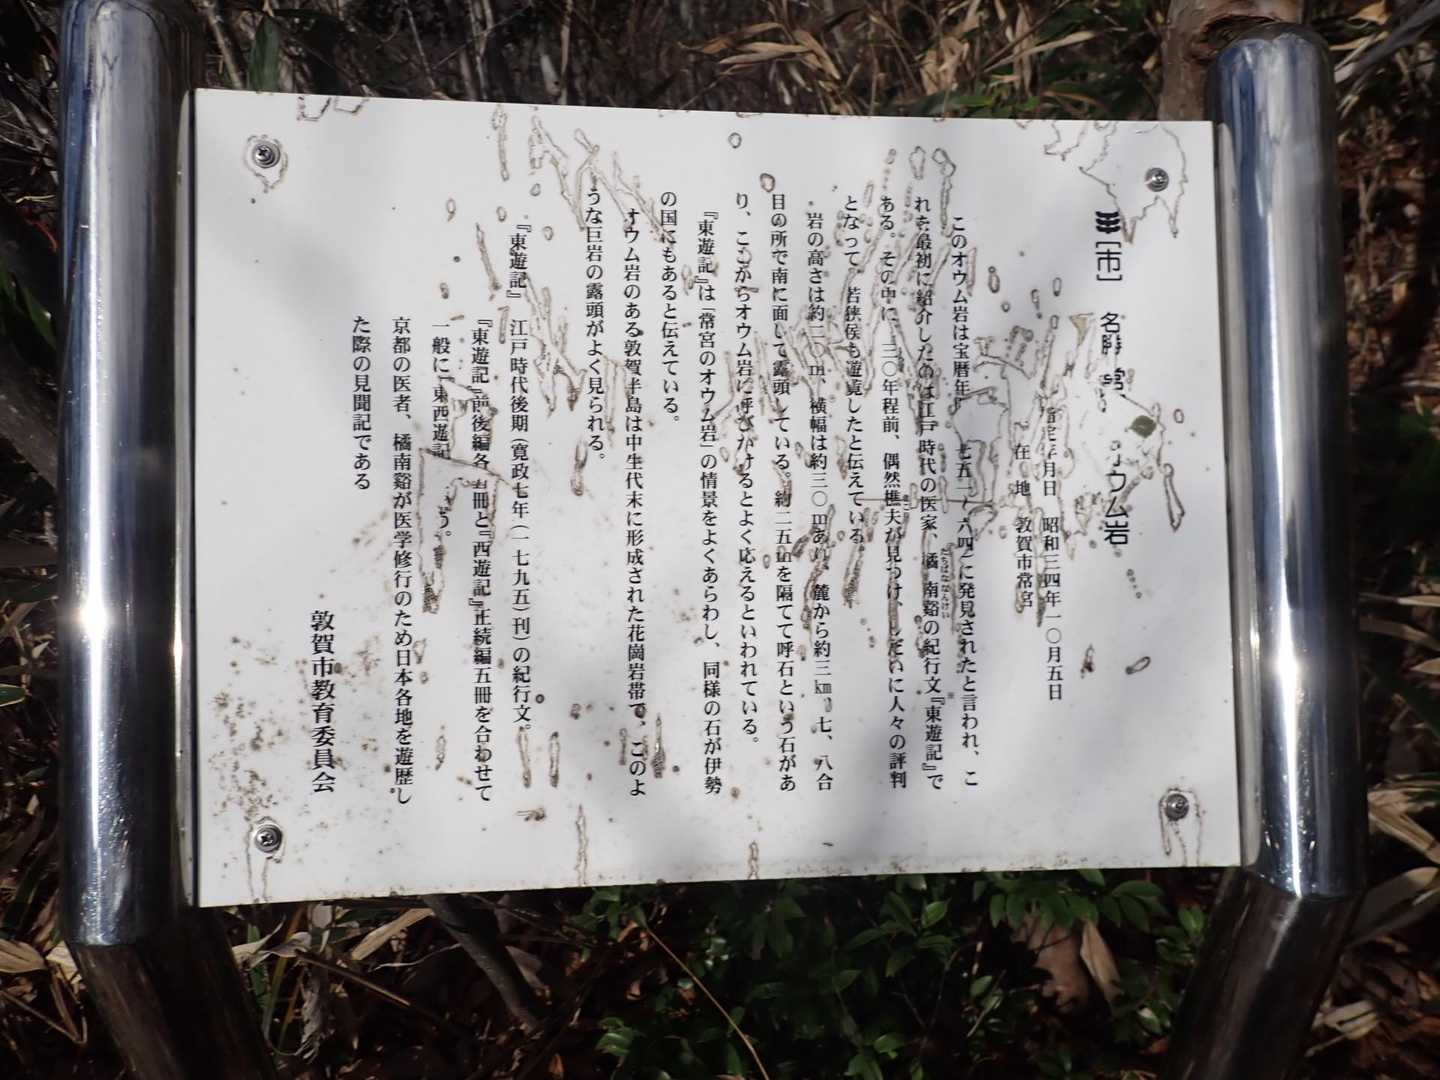 [市] 名勝 常 ウム岩
指定年月日 昭和三四年一〇月五日
在 地 敦賀市常宮
このオウム岩は宝暦年 七五一～六四)に発見されたと言われ、こ
れを最初に紹介したのは江戸時代の医家、橘 南谿の紀行文『東遊記』で
たちばななんけい
ある。その中に、三〇年程前、偶然樵夫が見つけ、しだいに人々の評判
となって、若狭侯も遊覧したと伝えている。
岩の高さは約二〇m、横幅は約三〇mあり、麓から約三㎞、七、八合
目の所で南に面して露頭している。約二五mを隔てて呼石という石があ
り、ここからオウム岩に呼びかけるとよく応えるといわれている。
『東遊記』は「常宮のオウム岩」の情景をよくあらわし、同様の石が伊勢
の国にもあると伝えている。
オウム岩のある敦賀半島は中生代末に形成された花崗岩帯で、このよ
うな巨岩の露頭がよく見られる。
『東遊記』 江戸時代後期(寛政七年(一七九五)刊)の紀行文。
『東遊記』前後編各 冊と『西遊記』正続編五冊を合わせて
一般に『東西遊記 う。
京都の医者、橘南谿が医学修行のため日本各地を遊歴し
た際の見聞記である
敦賀市教育委員会